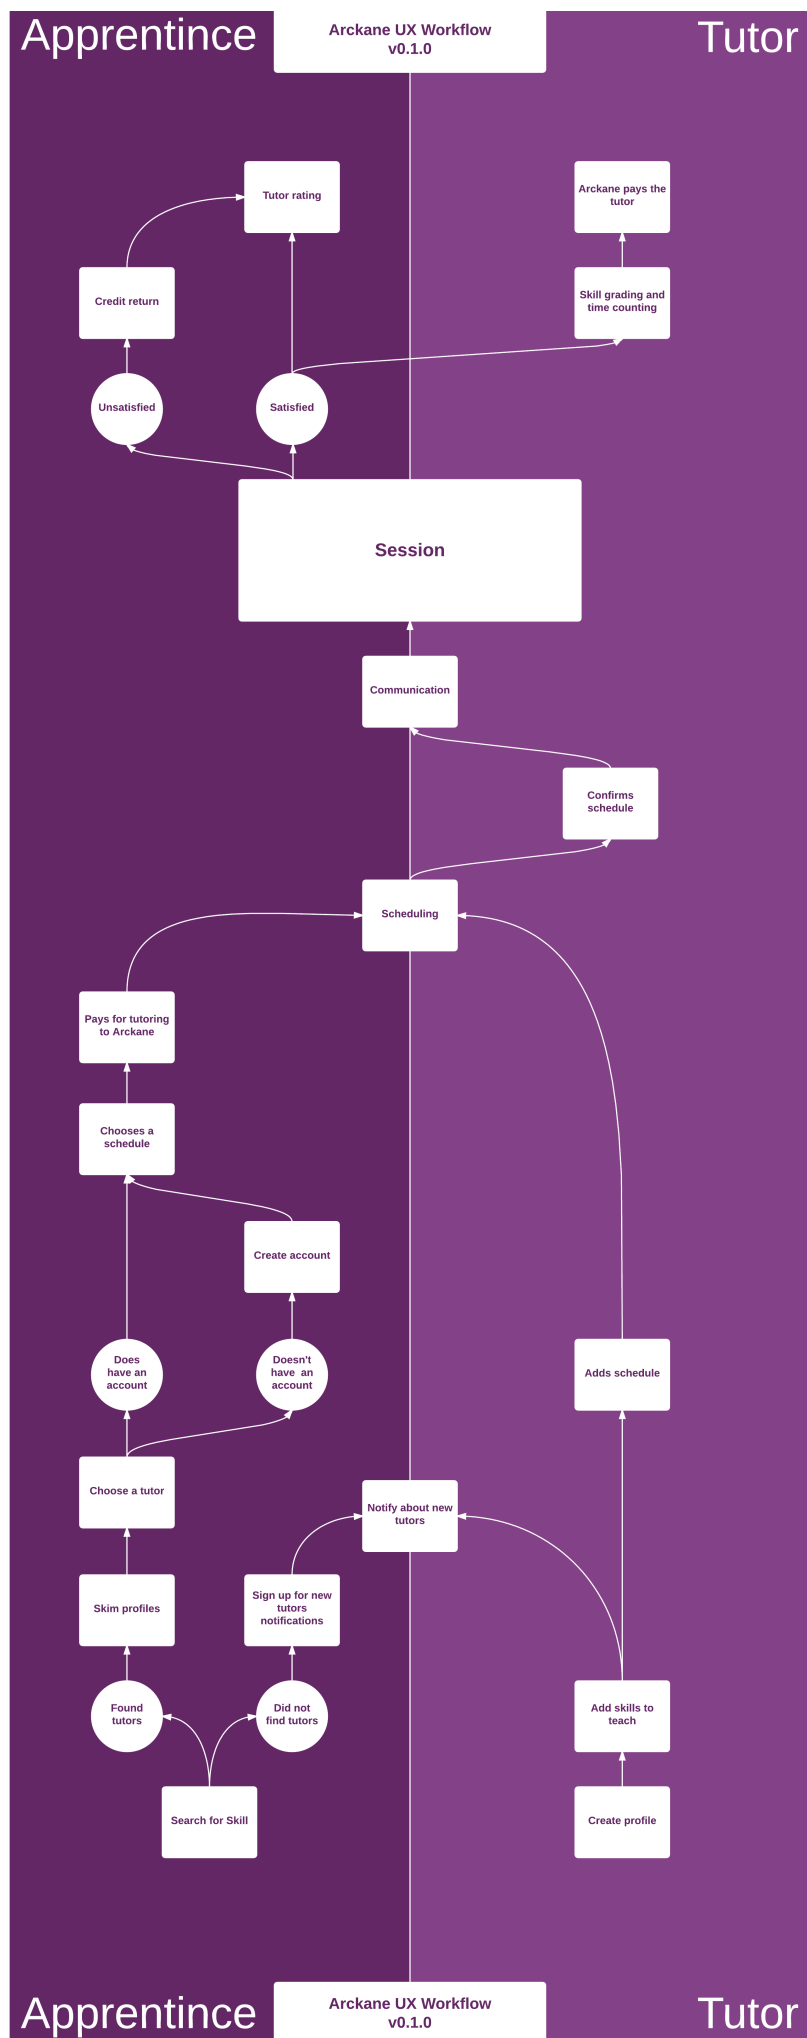 Apprentince
Arckane UX Workflow
v0.1.0
Tutor
Tutor rating
Arckane pays the
tutor
Credit return
Skill grading and
time counting
Unsatisfied
Satisfied
Session
Communication
Confirms
schedule
Scheduling
Pays for tutoring
to Arckane
Chooses a
schedule
Create account
Does
have an
account
Doesn't
have  an
account
Adds schedule
Choose a tutor
Notify about new
tutors
Skim profiles
Sign up for new
tutors
notifications
Found
tutors
Did not
find tutors
Add skills to
teach
Search for Skill
Create profile
Apprentince
Arckane UX Workflow
v0.1.0
Tutor